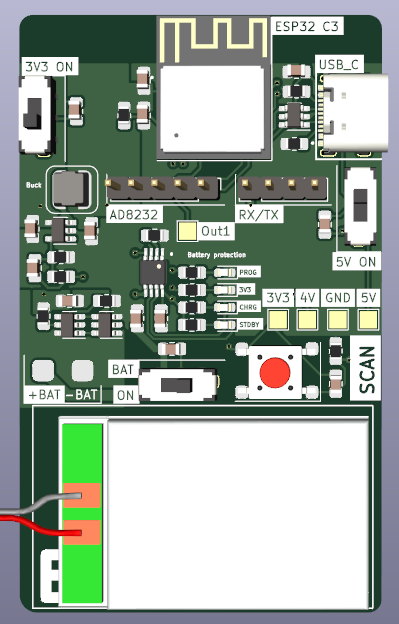 ESP32 C3
3V3 ON
USB_C
Buck
AD8232
RX/TX
Out1
Battery protection
5V ON
PROG
3V3
CHRG
STDBY
3V3 4V GND 5V
BAT
ON
SCAN
+BAT -BAT